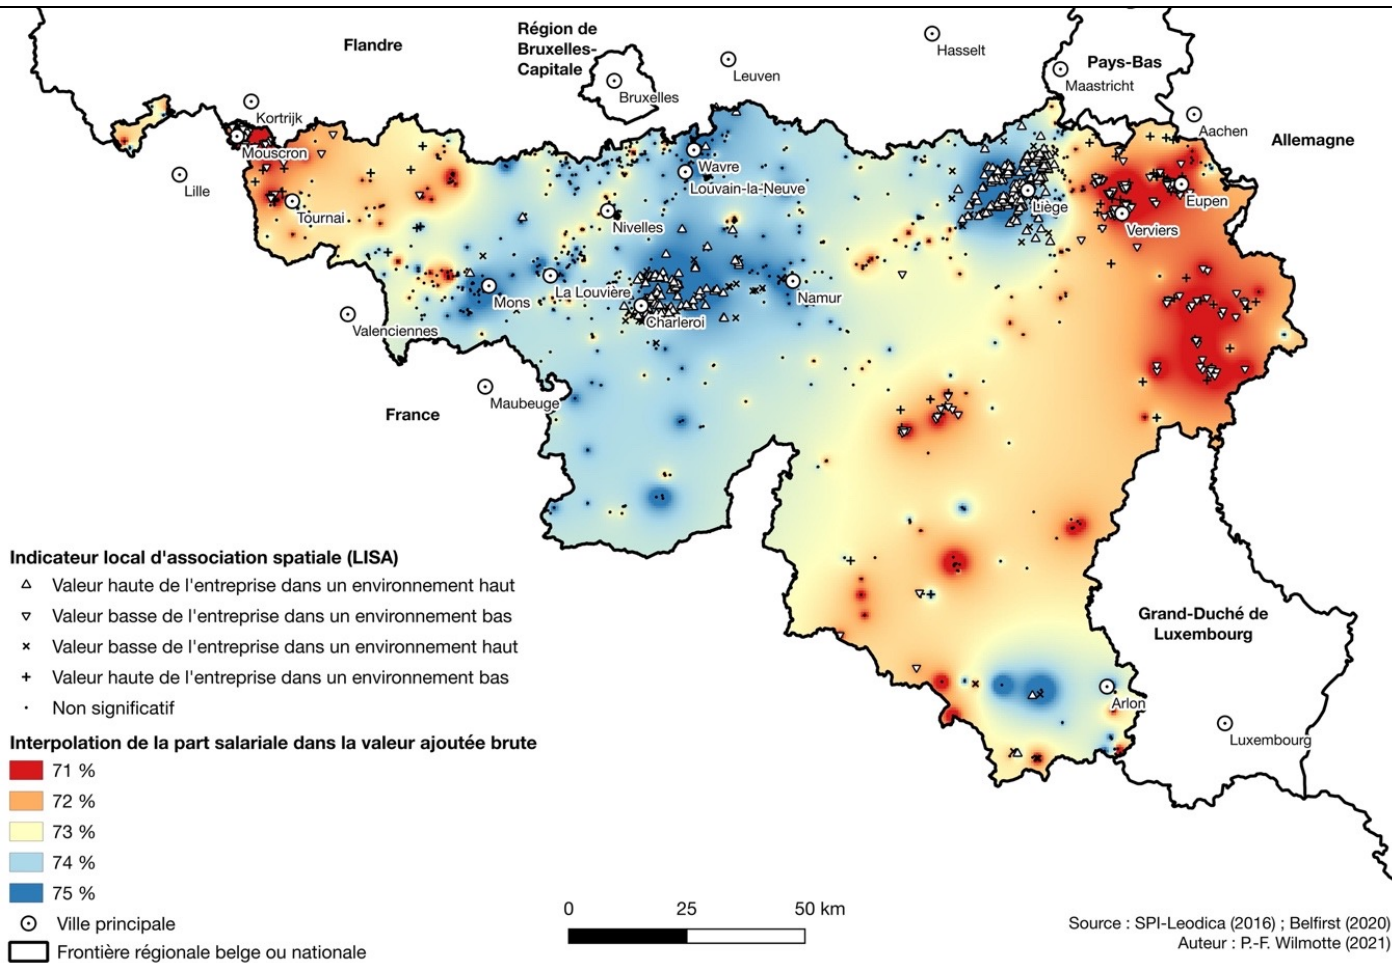 Flandre
Région de
Bruxelles-
Capitale
Bruxelles
Leuven
Hasselt
Pays-Bas
Maastricht
Aachen
Allemagne
Kortrijk
Mouscron
Lille
Tournai
Wavre
Louvain-la-Neuve
Nivelles
Liège
Eupen
Verviers
Mons
La Louvière
Charleroi
Namur
Valenciennes
Maubeuge
France
Grand-Duché de
Luxembourg
Arlon
Luxembourg
Indicateur local d'association spatiale (LISA)
Valeur haute de l'entreprise dans un environnement haut
Valeur basse de l'entreprise dans un environnement bas
Valeur basse de l'entreprise dans un environnement haut
Valeur haute de l'entreprise dans un environnement bas
Non significatif
Interpolation de la part salariale dans la valeur ajoutée brute
71 %
72 %
73 %
74 %
75 %
Ville principale
Frontière régionale belge ou nationale
0 25 50 km
Source : SPI-Leodica (2016) ; Belfirst (2020)
Auteur : P.-F. Wilmotte (2021)